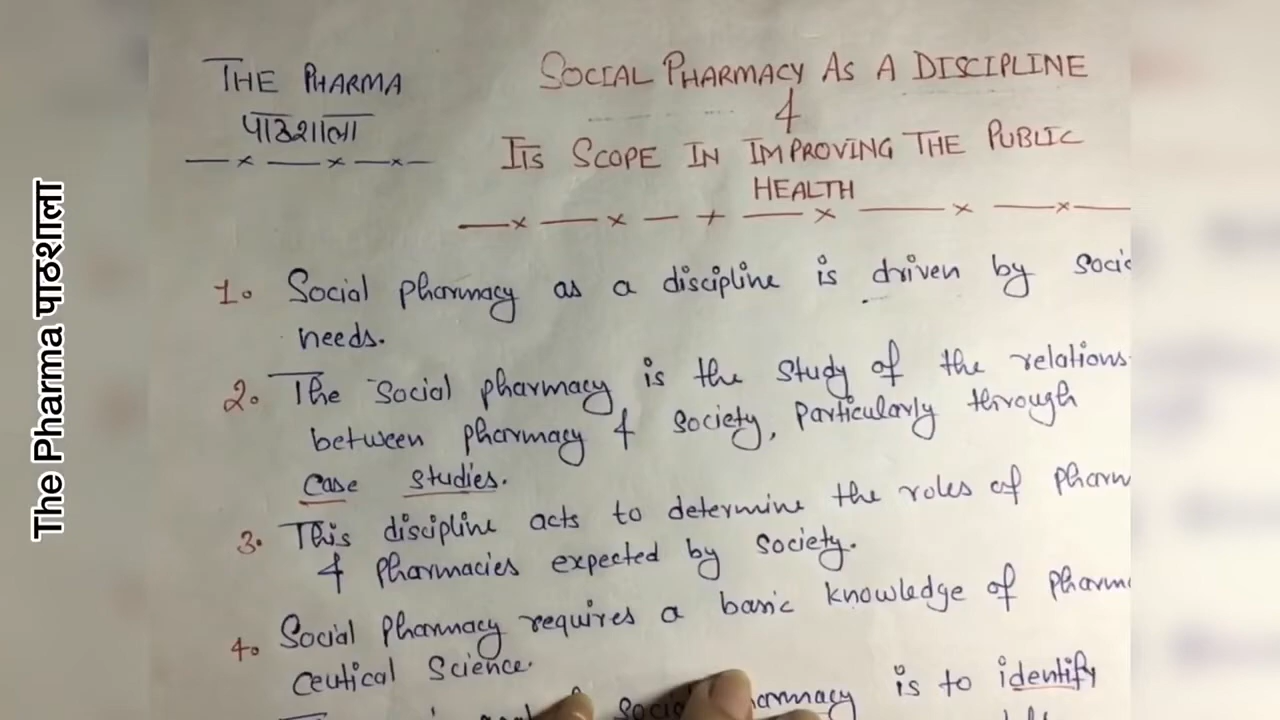 The Pharma पाठशाला
THE PHARMA
पाठशाला
SOCIAL PHARMACY AS A DISCIPLINE
&
ITS SCOPE IN IMPROVING THE PUBLIC
HEALTH
1. Social pharmacy as a discipline is driven by
needs.
2. The Social pharmacy is the study of the relations
between pharmacy & society, particularly through
case studies.
3. This discipline acts to determine the roles of
& pharmacies expected by society.
4. Social pharmacy requires a basic knowledge of
ceutical Science.
is to identify